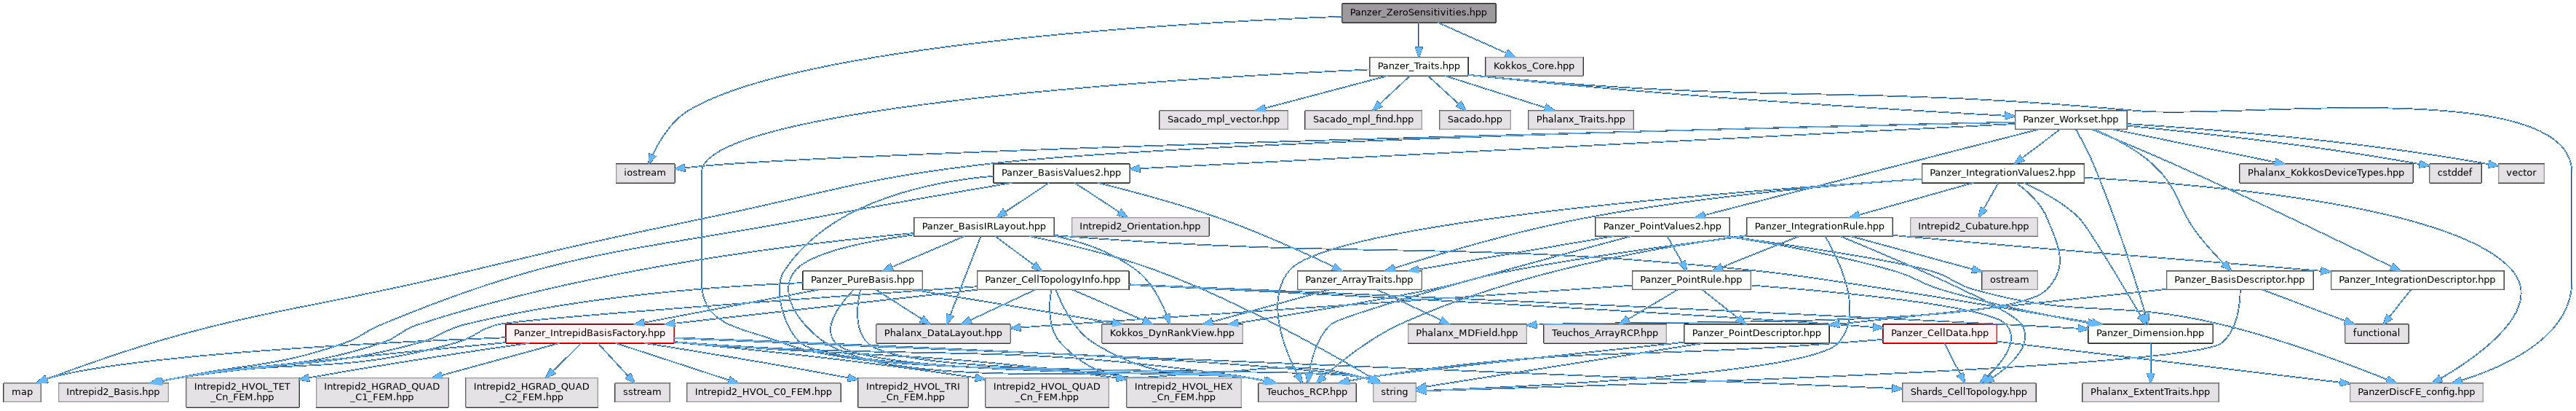 Panzer_ZeroSensitivities.hpp
Panzer_Traits.hpp
Kokkos_Core.hpp
Sacado_mpl_vector.hpp
Sacado_mpl_find.hpp
Sacado.hpp
Phalanx_Traits.hpp
Panzer_Workset.hpp
iostream
Panzer_BasisValues2.hpp
Panzer_IntegrationValues2.hpp
Phalanx_KokkosDeviceTypes.hpp
cstddef
vector
Panzer_BasisIRLayout.hpp
Intrepid2_Orientation.hpp
Panzer_PointValues2.hpp
Panzer_IntegrationRule.hpp
Intrepid2_Cubature.hpp
Panzer_PureBasis.hpp
Panzer_CellTopologyInfo.hpp
Panzer_ArrayTraits.hpp
Panzer_PointRule.hpp
ostream
Panzer_BasisDescriptor.hpp
Panzer_IntegrationDescriptor.hpp
Panzer_IntrepidBasisFactory.hpp
Phalanx_DataLayout.hpp
Kokkos_DynRankView.hpp
Phalanx_MDField.hpp
Teuchos_ArrayRCP.hpp
Panzer_PointDescriptor.hpp
Panzer_CellData.hpp
Panzer_Dimension.hpp
functional
map
Intrepid2_Basis.hpp
Intrepid2_HVOL_TET
_Cn_FEM.hpp
Intrepid2_HGRAD_QUAD
_C1_FEM.hpp
Intrepid2_HGRAD_QUAD
_C2_FEM.hpp
sstream
Intrepid2_HVOL_C0_FEM.hpp
Intrepid2_HVOL_TRI
_Cn_FEM.hpp
Intrepid2_HVOL_QUAD
_Cn_FEM.hpp
Intrepid2_HVOL_HEX
_Cn_FEM.hpp
Teuchos_RCP.hpp
string
Shards_CellTopology.hpp
Phalanx_ExtentTraits.hpp
PanzerDiscFE_config.hpp